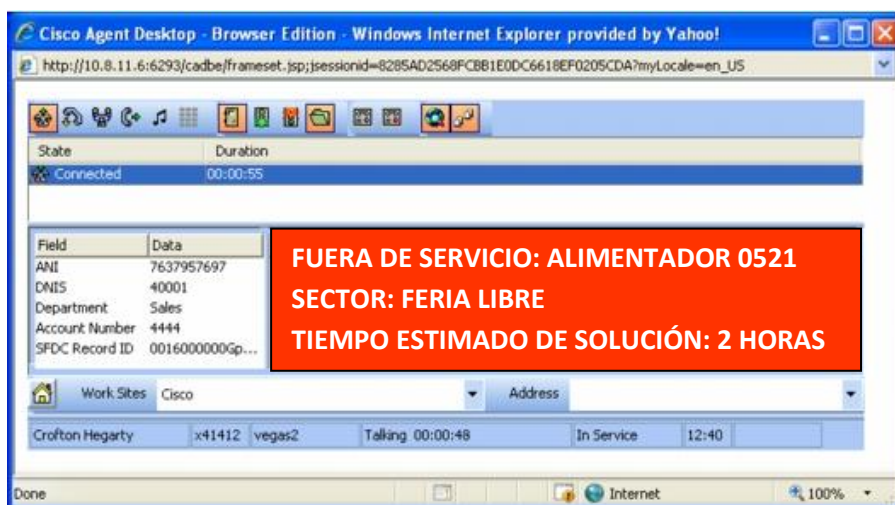 Cisco Agent Desktop - Browser Edition - Windows Internet Explorer provided by Yahoo!
http://10.8.11.6:6293/cadbe/frameset.jsp;jsessionid=8285AD2568FCBB1E0DC6618EF0205CDA?myLocale=en_US
State Duration
Connected 00:00:55
Field Data
ANI 7637957697
DNIS 40001
Department Sales
Account Number 4444
SFDC Record ID 0016000000Gp...
FUERA DE SERVICIO: ALIMENTADOR 0521
SECTOR: FERIA LIBRE
TIEMPO ESTIMADO DE SOLUCIÓN: 2 HORAS
Work Sites Cisco Address
Crofton Hegarty x41412 vegas2 Talking 00:00:48 In Service 12:40
Done Internet 100%